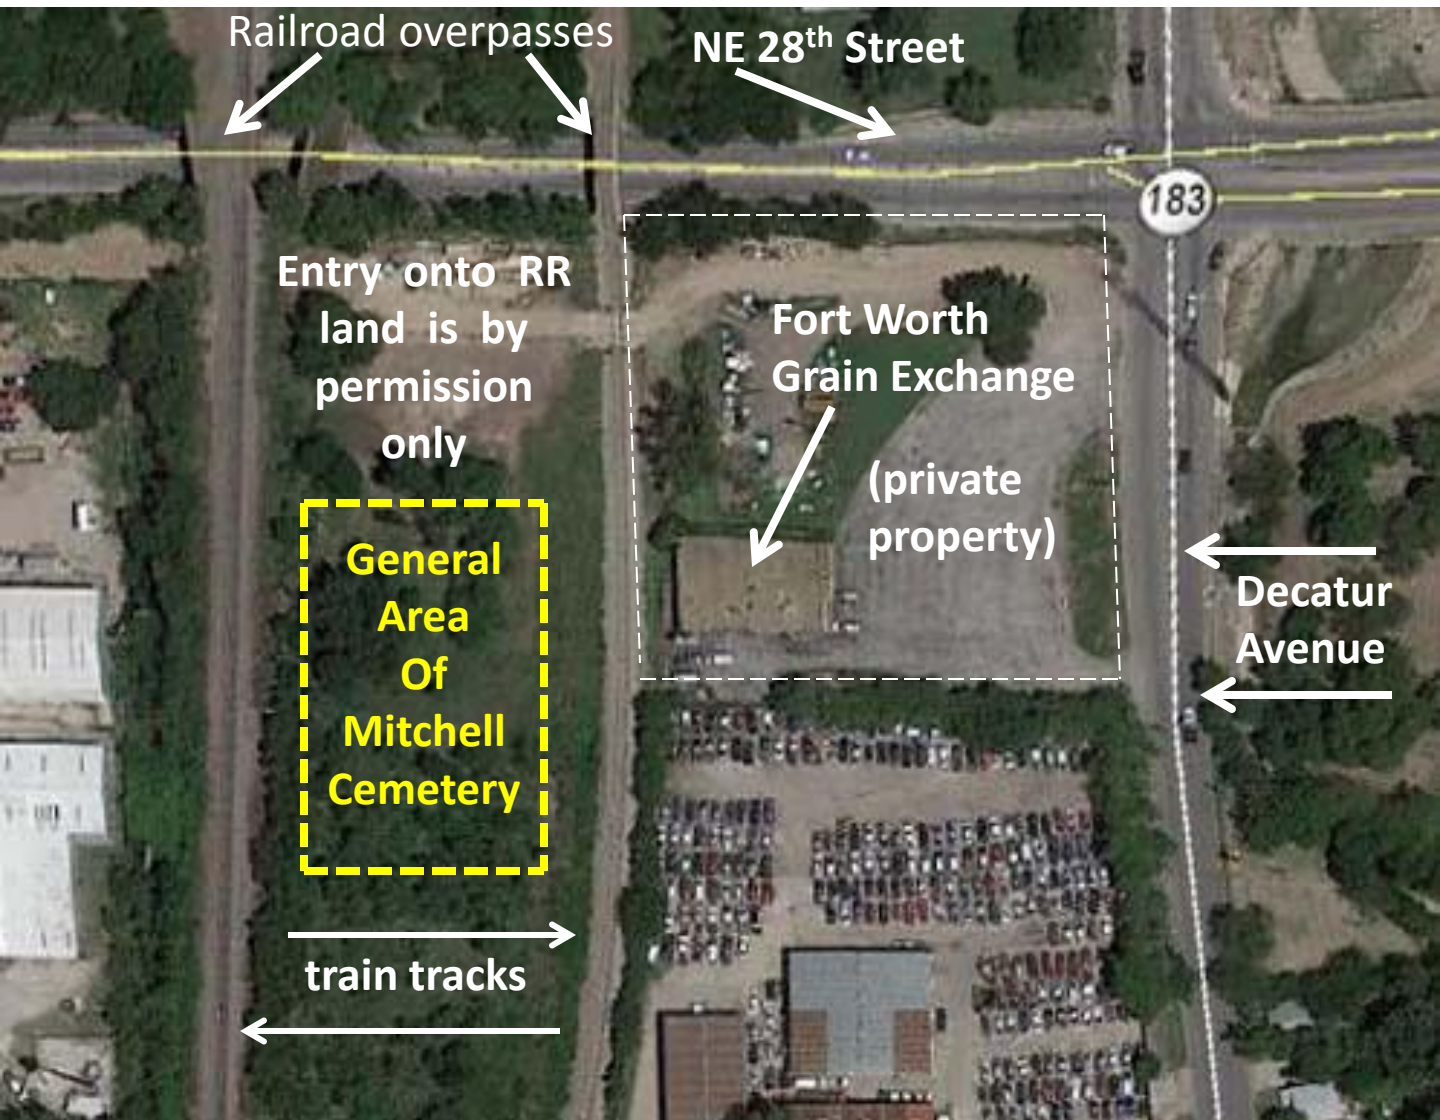 Railroad overpasses
NE 28th Street
183
Entry onto RR
land is by
permission
only
Fort Worth
Grain Exchange
(private
property)
General
Area
Of
Mitchell
Cemetery
Decatur
Avenue
train tracks